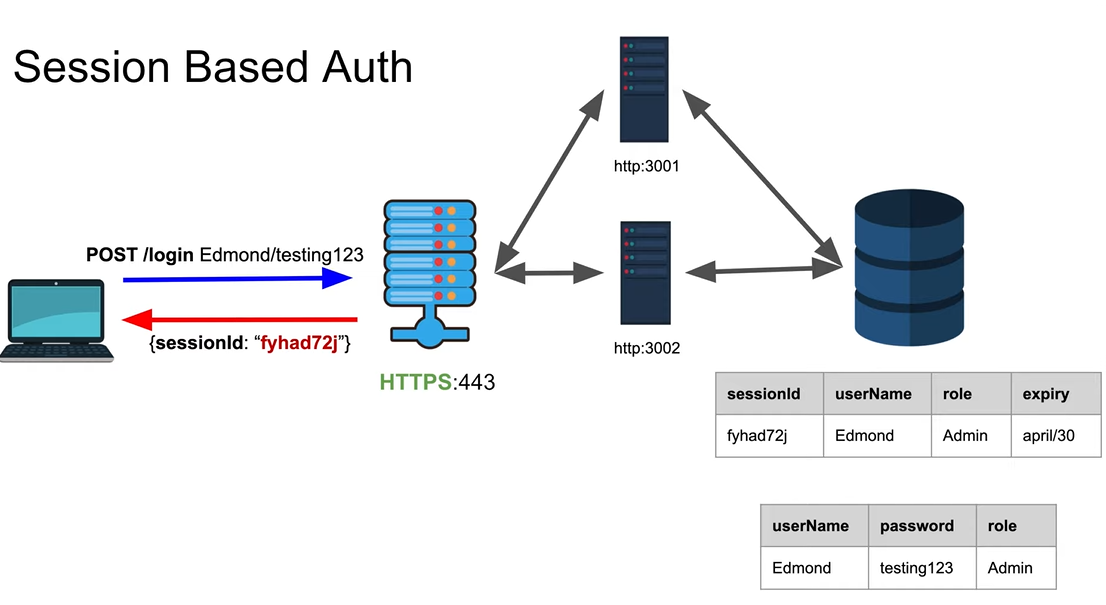 Session Based Auth
http:3001
POST /login Edmond/testing123
{sessionId: “fyhad72j”}
http:3002
HTTPS:443
sessionId userName role expiry
fyhad72j Edmond Admin april/30
userName password role
Edmond testing123 Admin